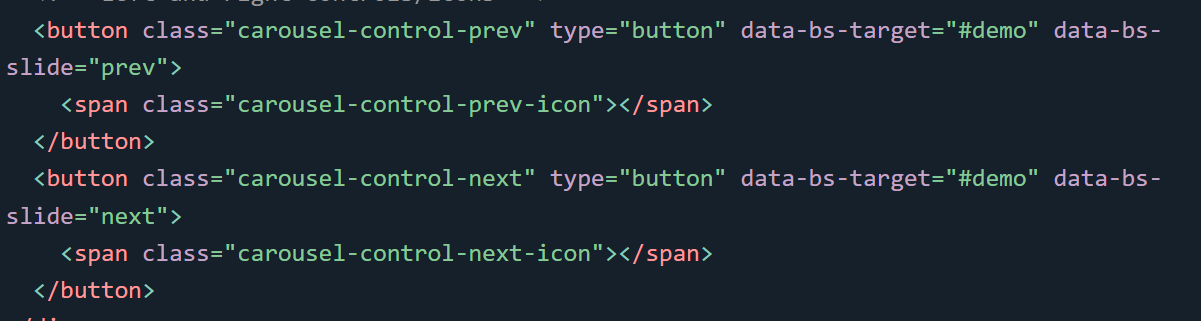 <button class="carousel-control-prev" type="button" data-bs-target="#demo" data-bs-
slide="prev">
<span class="carousel-control-prev-icon"></span>
</button>
<button class="carousel-control-next" type="button" data-bs-target="#demo" data-bs-
slide="next">
<span class="carousel-control-next-icon"></span>
</button>